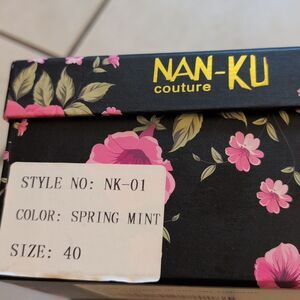 NAN-KU
couture
STYLE NO: NK-01
COLOR: SPRING MINT
SIZE: 40